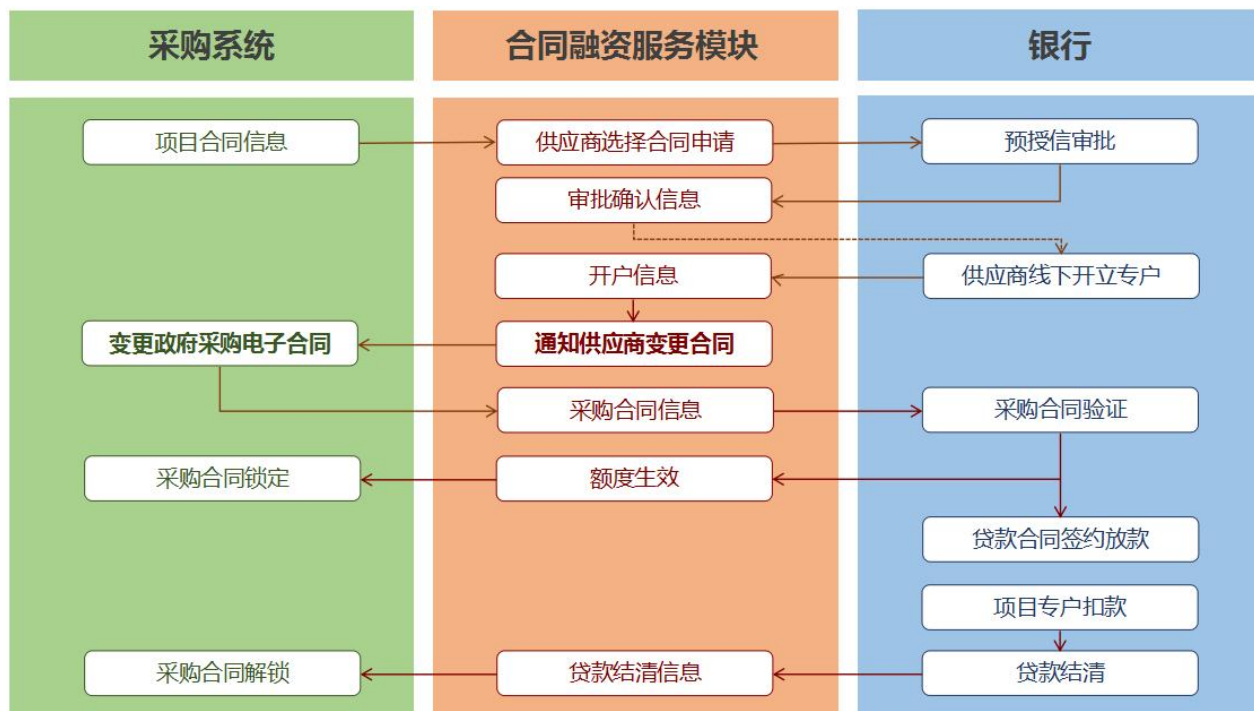 采购系统
合同融资服务模块
银行
项目合同信息
供应商选择合同申请
预授信审批
审批确认信息
开户信息
供应商线下开立专户
变更政府采购电子合同
通知供应商变更合同
采购合同信息
采购合同验证
采购合同锁定
额度生效
贷款合同签约放款
项目专户扣款
采购合同解锁
贷款结清信息
贷款结清